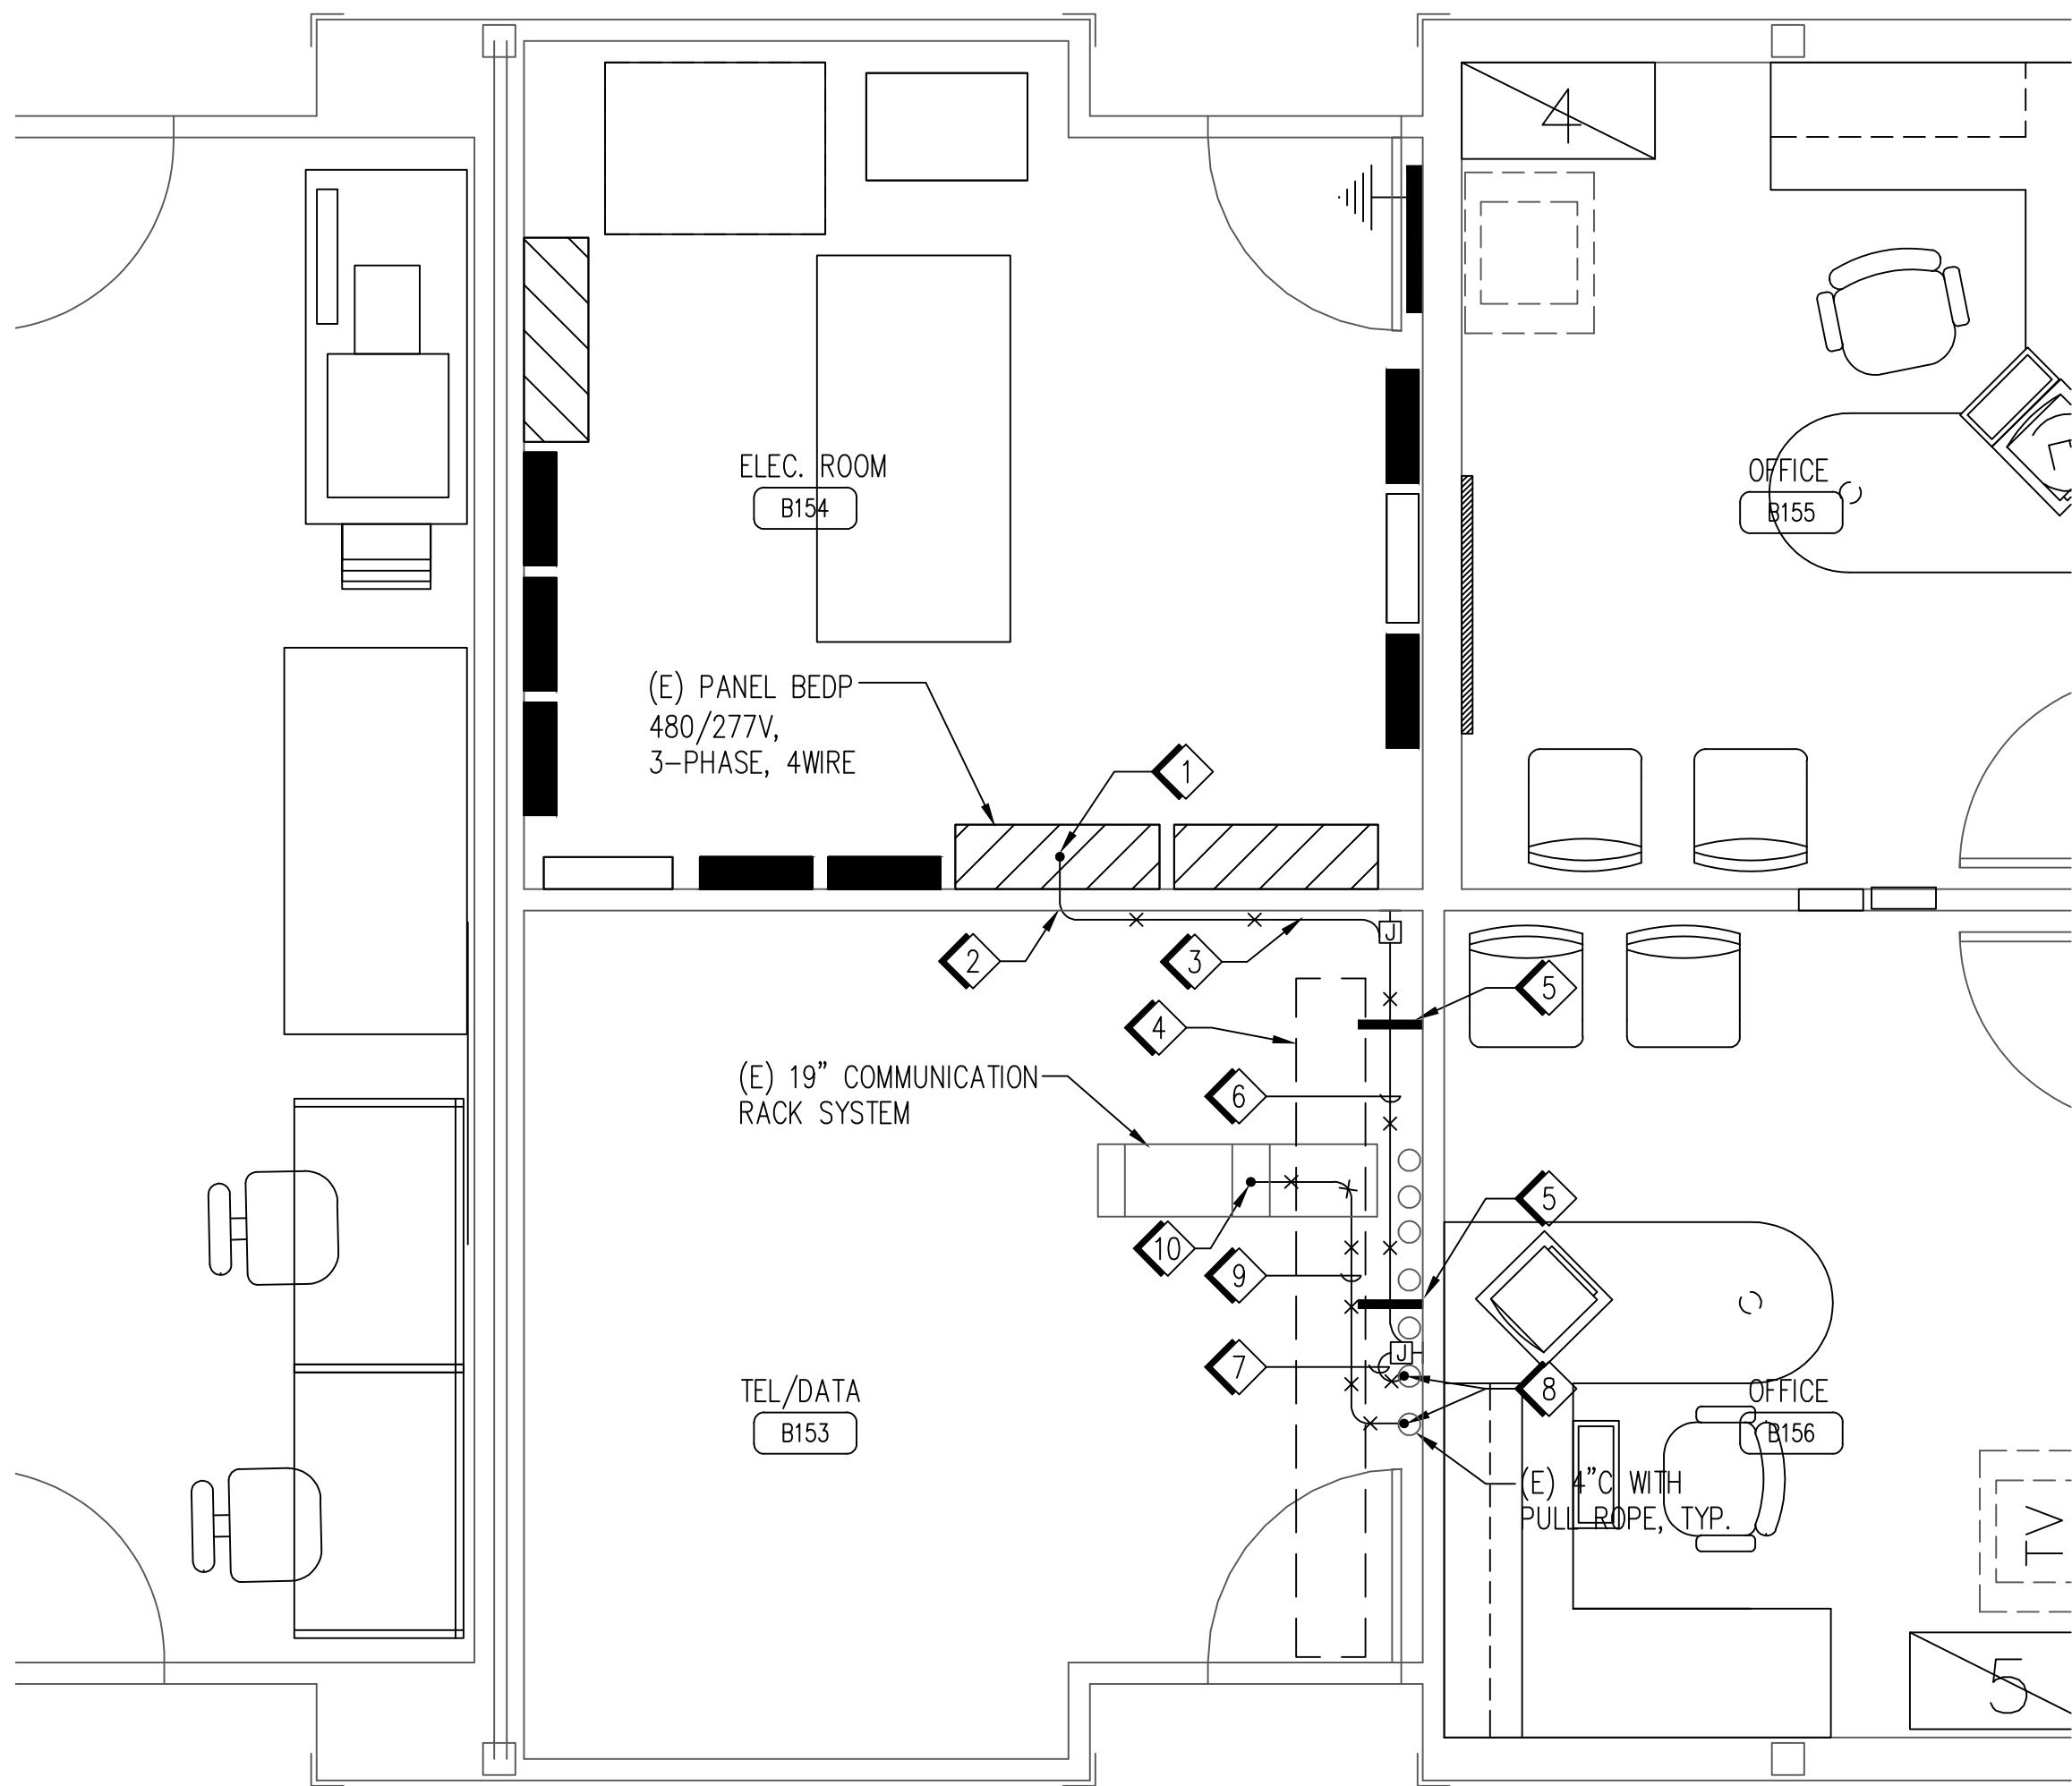 4
ELEC. ROOM
B154
OFFICE
B155
(E) PANEL BEDP
480/277V,
3-PHASE, 4WIRE
1
2
3
J
5
4
(E) 19" COMMUNICATION
RACK SYSTEM
6
5
10
9
J
7
8
TEL/DATA
B153
OFFICE
B156
(E) 4"C WITH
PULL ROPE, TYP.
TV
5